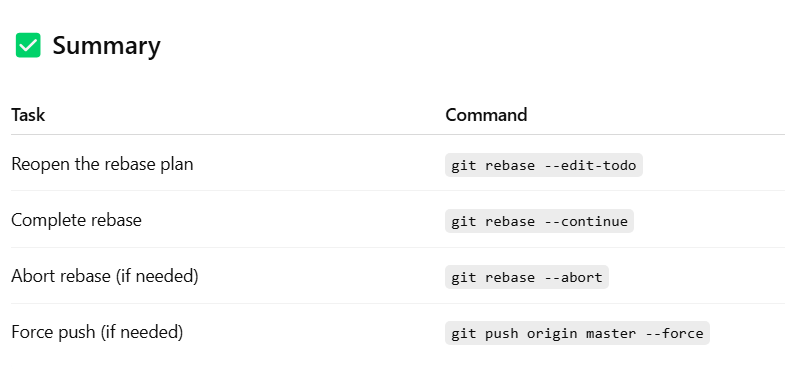 ✅ Summary
Task Command
Reopen the rebase plan git rebase --edit-todo
Complete rebase git rebase --continue
Abort rebase (if needed) git rebase --abort
Force push (if needed) git push origin master --force